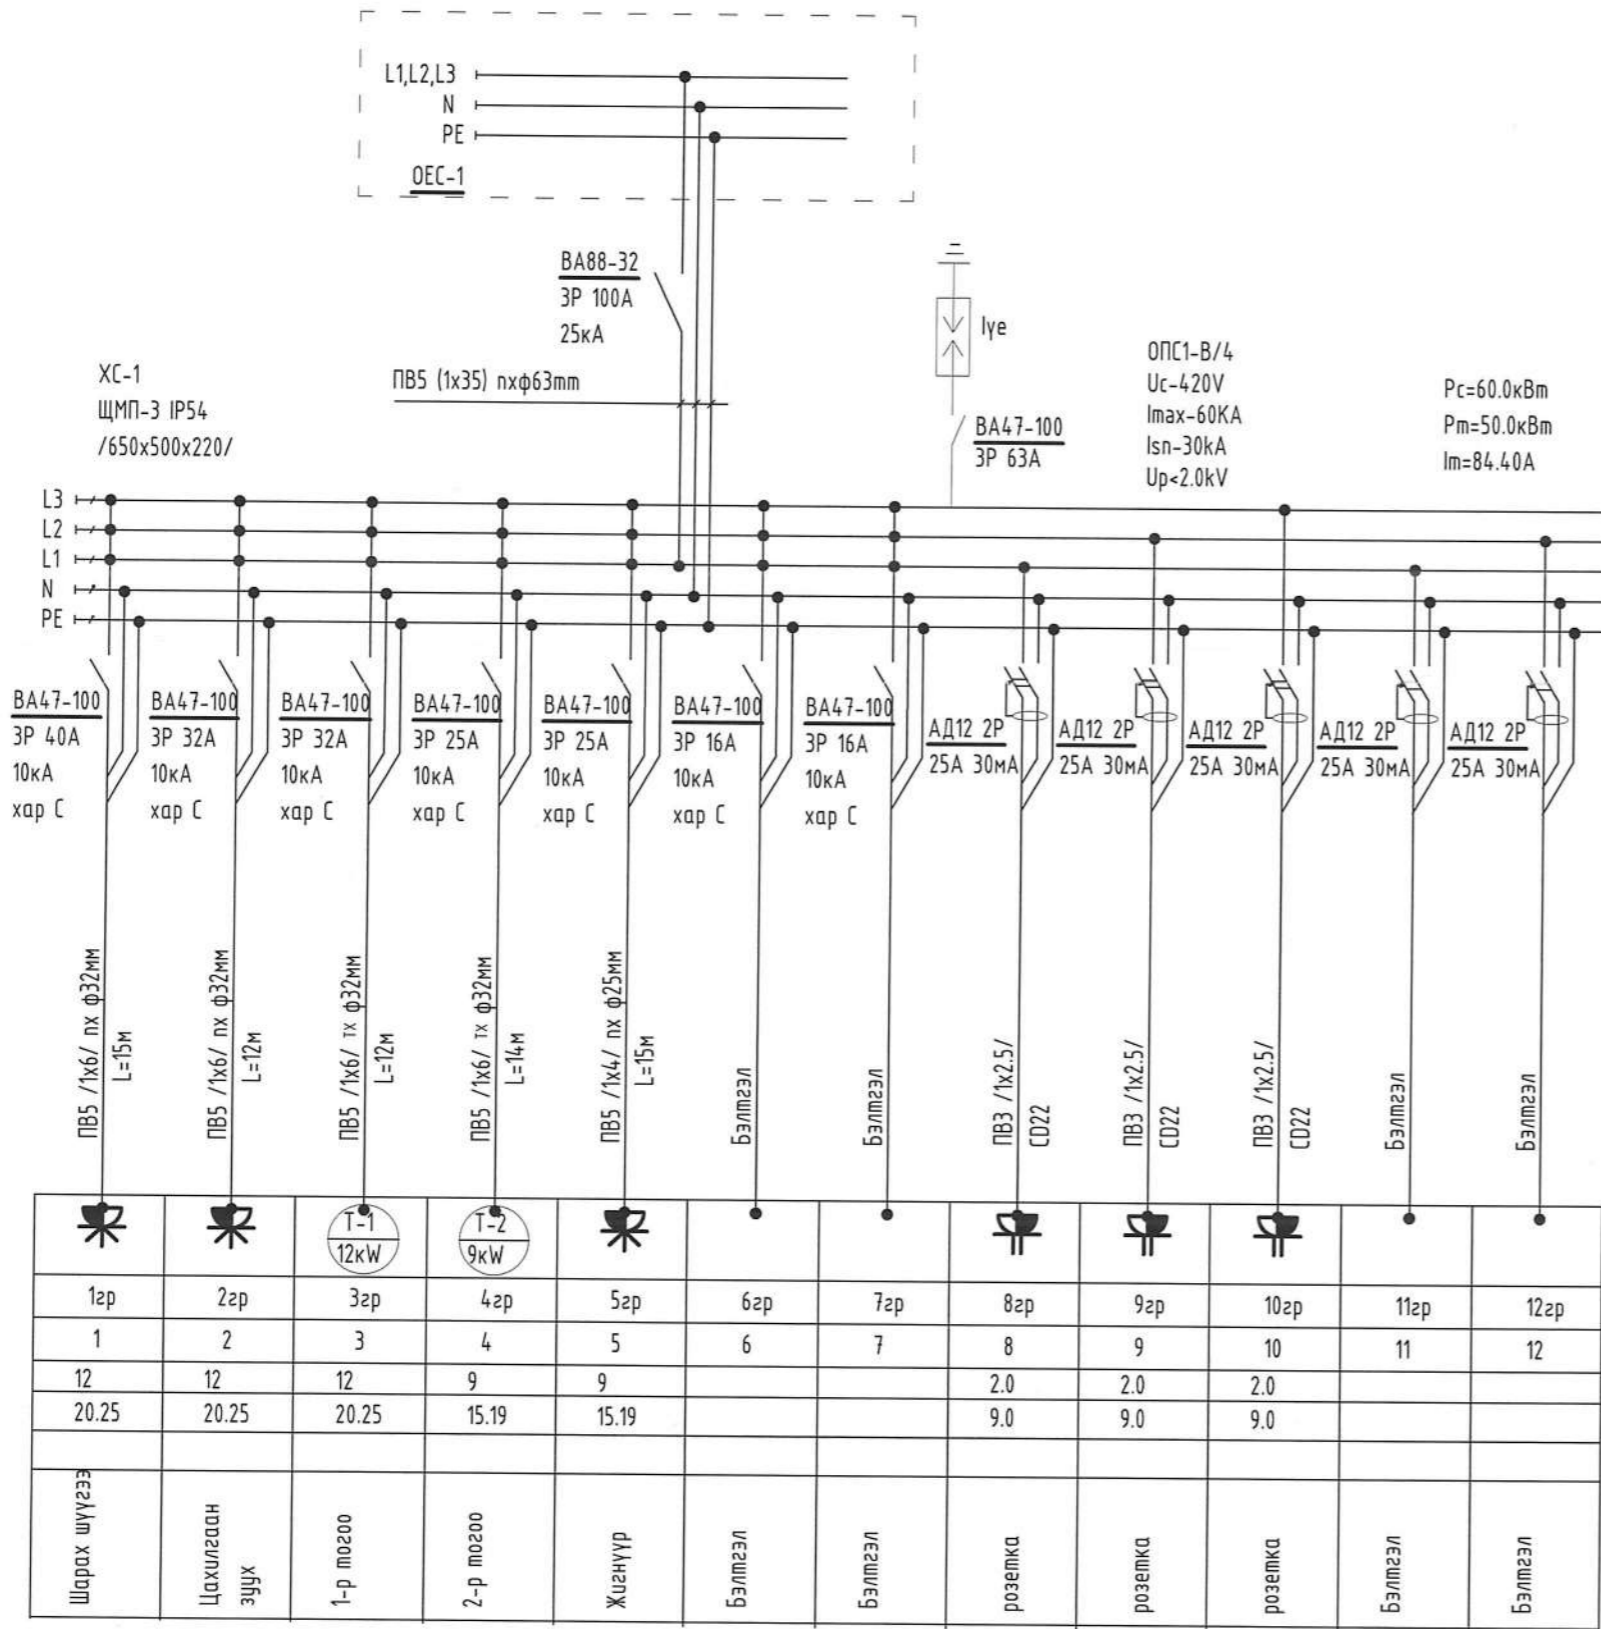 L1,L2,L3
N
PE
ОЕС-1
ВА88-32
3Р 100А
25кА
ПВ5 (1х35) пхф63mm
ХС-1
ЩМП-3 IP54
/650x500x220/
Iүе
ВА47-100
3Р 63А
ОПС1-В/4
Uc-420V
Imax-60KA
Isn-30kA
Up<2.0kV
Рс=60.0кВт
Рт=50.0кВт
Iт=84.40А
L3
L2
L1
N
PE
ВА47-100
3Р 40А
10кА
хар С
ВА47-100
3Р 32А
10кА
хар С
ВА47-100
3Р 32А
10кА
хар С
ВА47-100
3Р 25А
10кА
хар С
ВА47-100
3Р 25А
10кА
хар С
ВА47-100
3Р 16А
10кА
хар С
ВА47-100
3Р 16А
10кА
хар С
АД12 2Р
25А 30мА
АД12 2Р
25А 30мА
АД12 2Р
25А 30мА
АД12 2Р
25А 30мА
АД12 2Р
25А 30мА
ПВ5 /1х6/ пх ф32мм
L=15м
ПВ5 /1х6/ пх ф32мм
L=12м
ПВ5 /1х6/ тх ф32мм
L=12м
ПВ5 /1х6/ тх ф32мм
L=14м
ПВ5 /1х4/ пх ф25мм
L=15м
Бэлтгэл
Бэлтгэл
ПВ3 /1х2.5/
CD22
ПВ3 /1х2.5/
CD22
ПВ3 /1х2.5/
CD22
Бэлтгэл
Бэлтгэл
Т-1
12кW
Т-2
9кW
1гр 2гр 3гр 4гр 5гр 6гр 7гр 8гр 9гр 10гр 11гр 12гр
1 2 3 4 5 6 7 8 9 10 11 12
12 12 12 9 9 2.0 2.0 2.0
20.25 20.25 20.25 15.19 15.19 9.0 9.0 9.0
Шарах шүүгээ
Цахилгаан
зуух
1-р тогоо
2-р тогоо
Жигнүүр
Бэлтгэл
Бэлтгэл
розетка
розетка
розетка
Бэлтгэл
Бэлтгэл